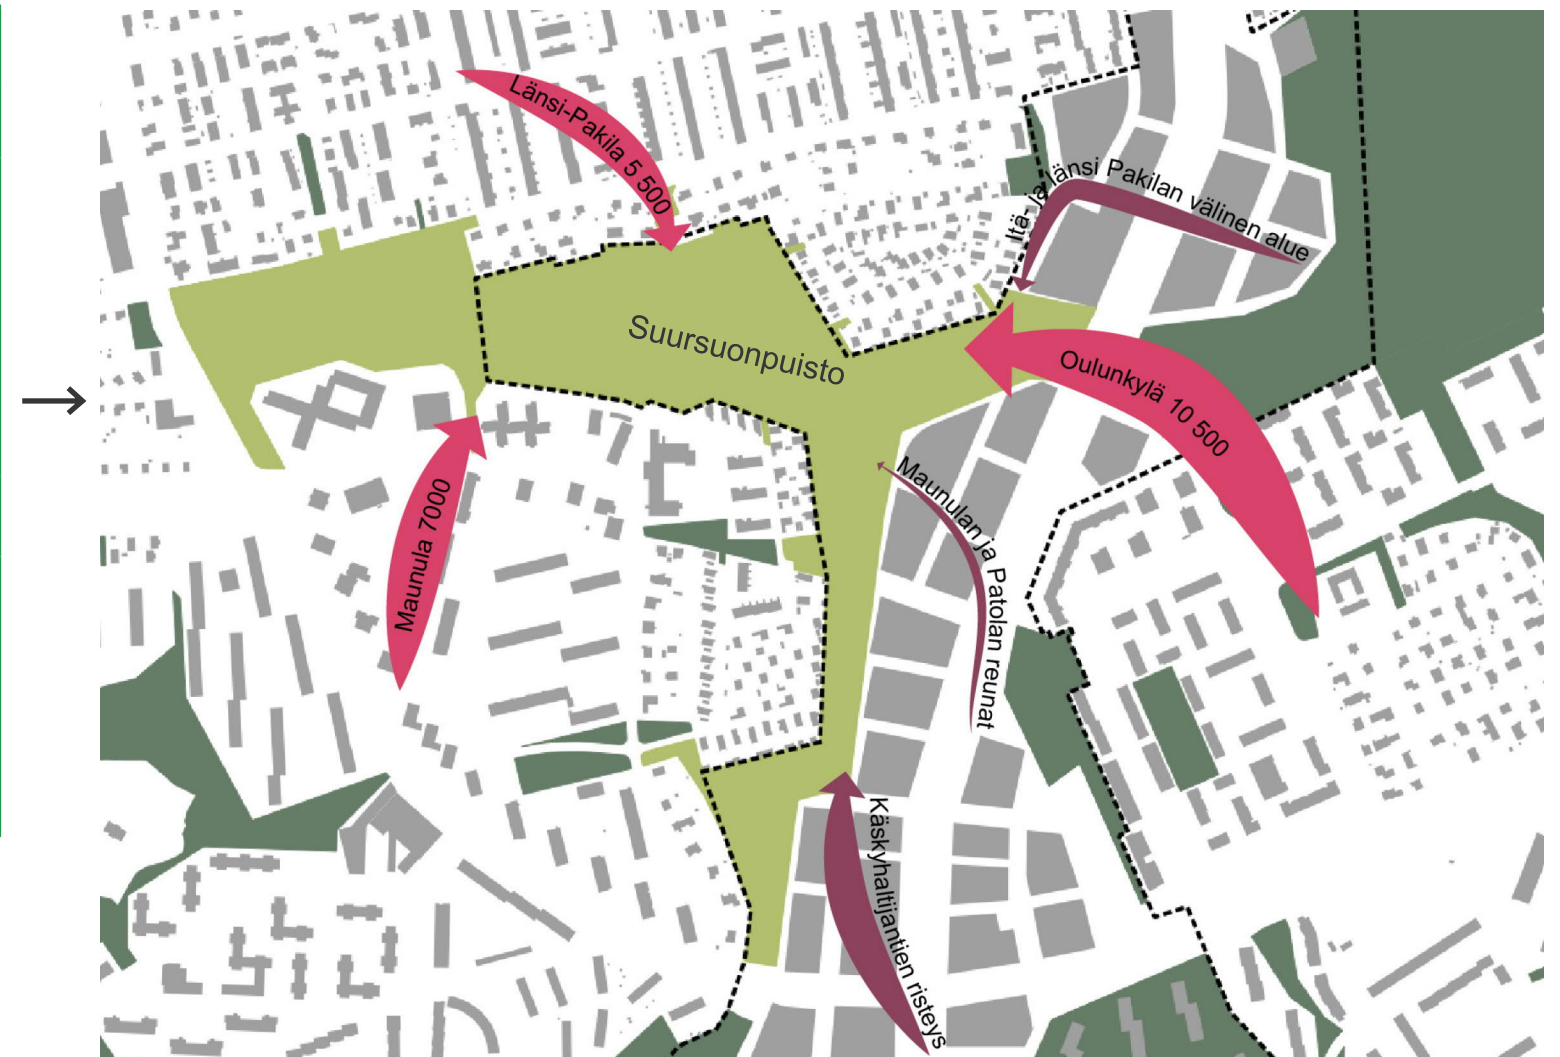 Länsi-Pakila 5 500
Itä- ja länsi Pakilan välinen alue
Suursuonpuisto
Oulunkylä 10 500
Maunula 7000
Maunulan ja Patolan reunat
Käskyhaltijantien risteys